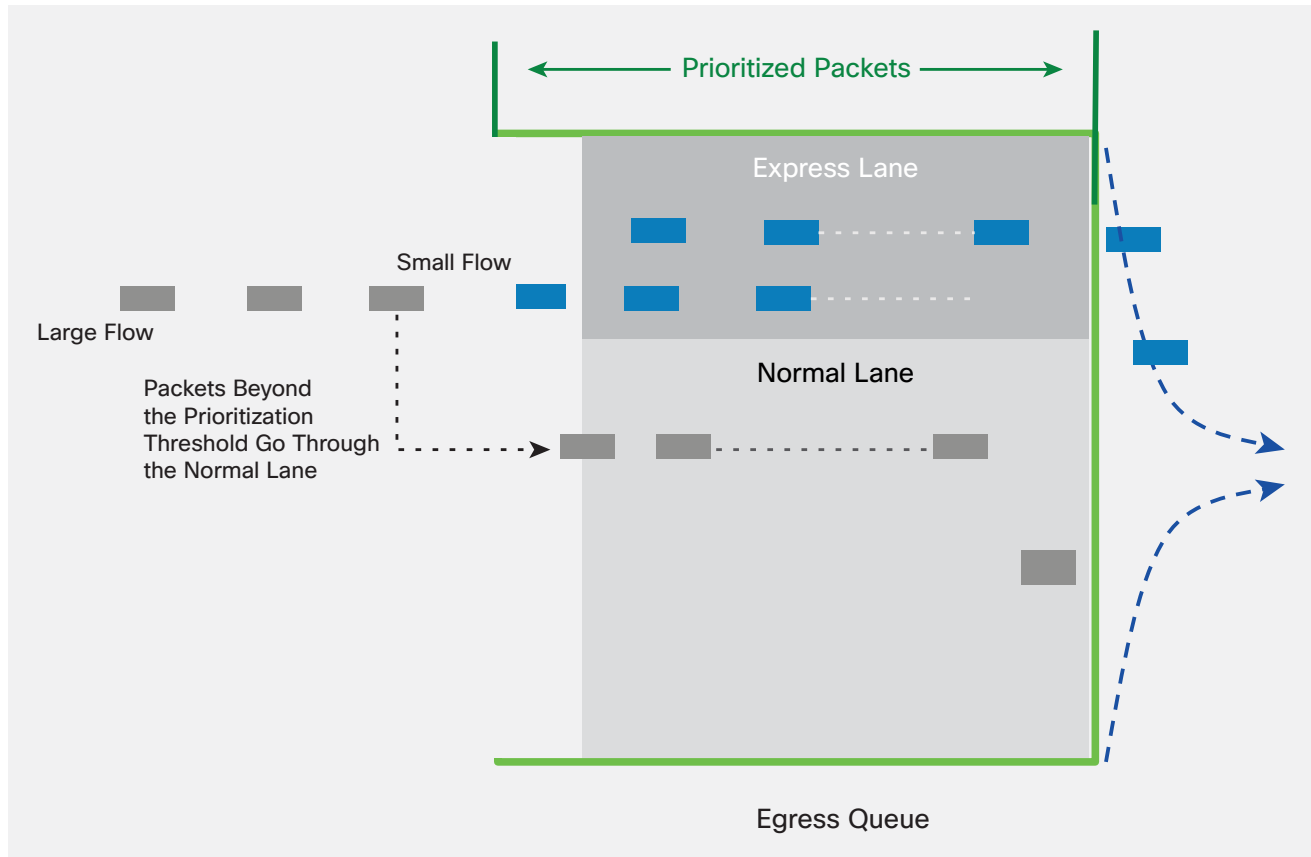 Prioritized Packets
Express Lane
Small Flow
Large Flow
Normal Lane
Packets Beyond
the Prioritization
Threshold Go Through
the Normal Lane
Egress Queue